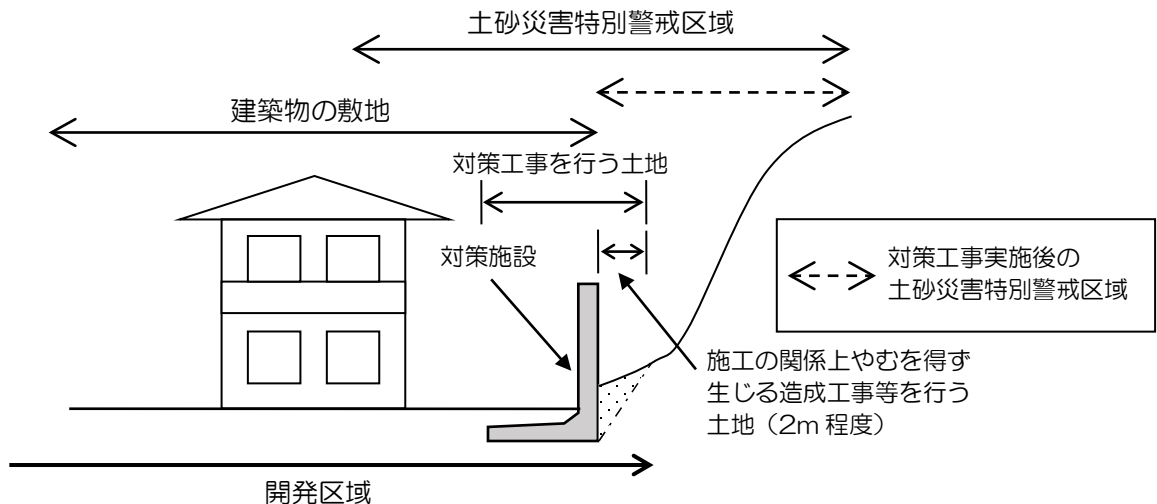 土砂災害特別警戒区域
建築物の敷地
対策工事を行う土地
対策施設
対策工事実施後の
土砂災害特別警戒区域
施工の関係上やむを得ず
生じる造成工事等を行う
土地（2m 程度）
開発区域